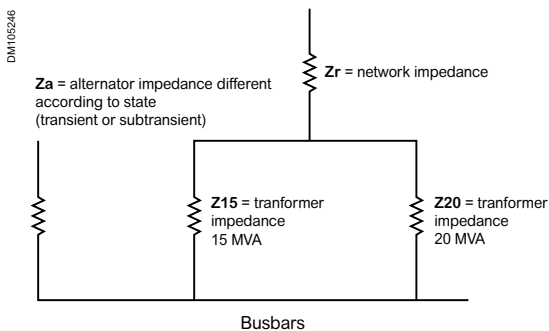 DM105246
Zr = network impedance
Za = alternator impedance different
according to state
(transient or subtransient)
Z15 = tranformer
impedance
15 MVA
Z20 = tranformer
impedance
20 MVA
Busbars